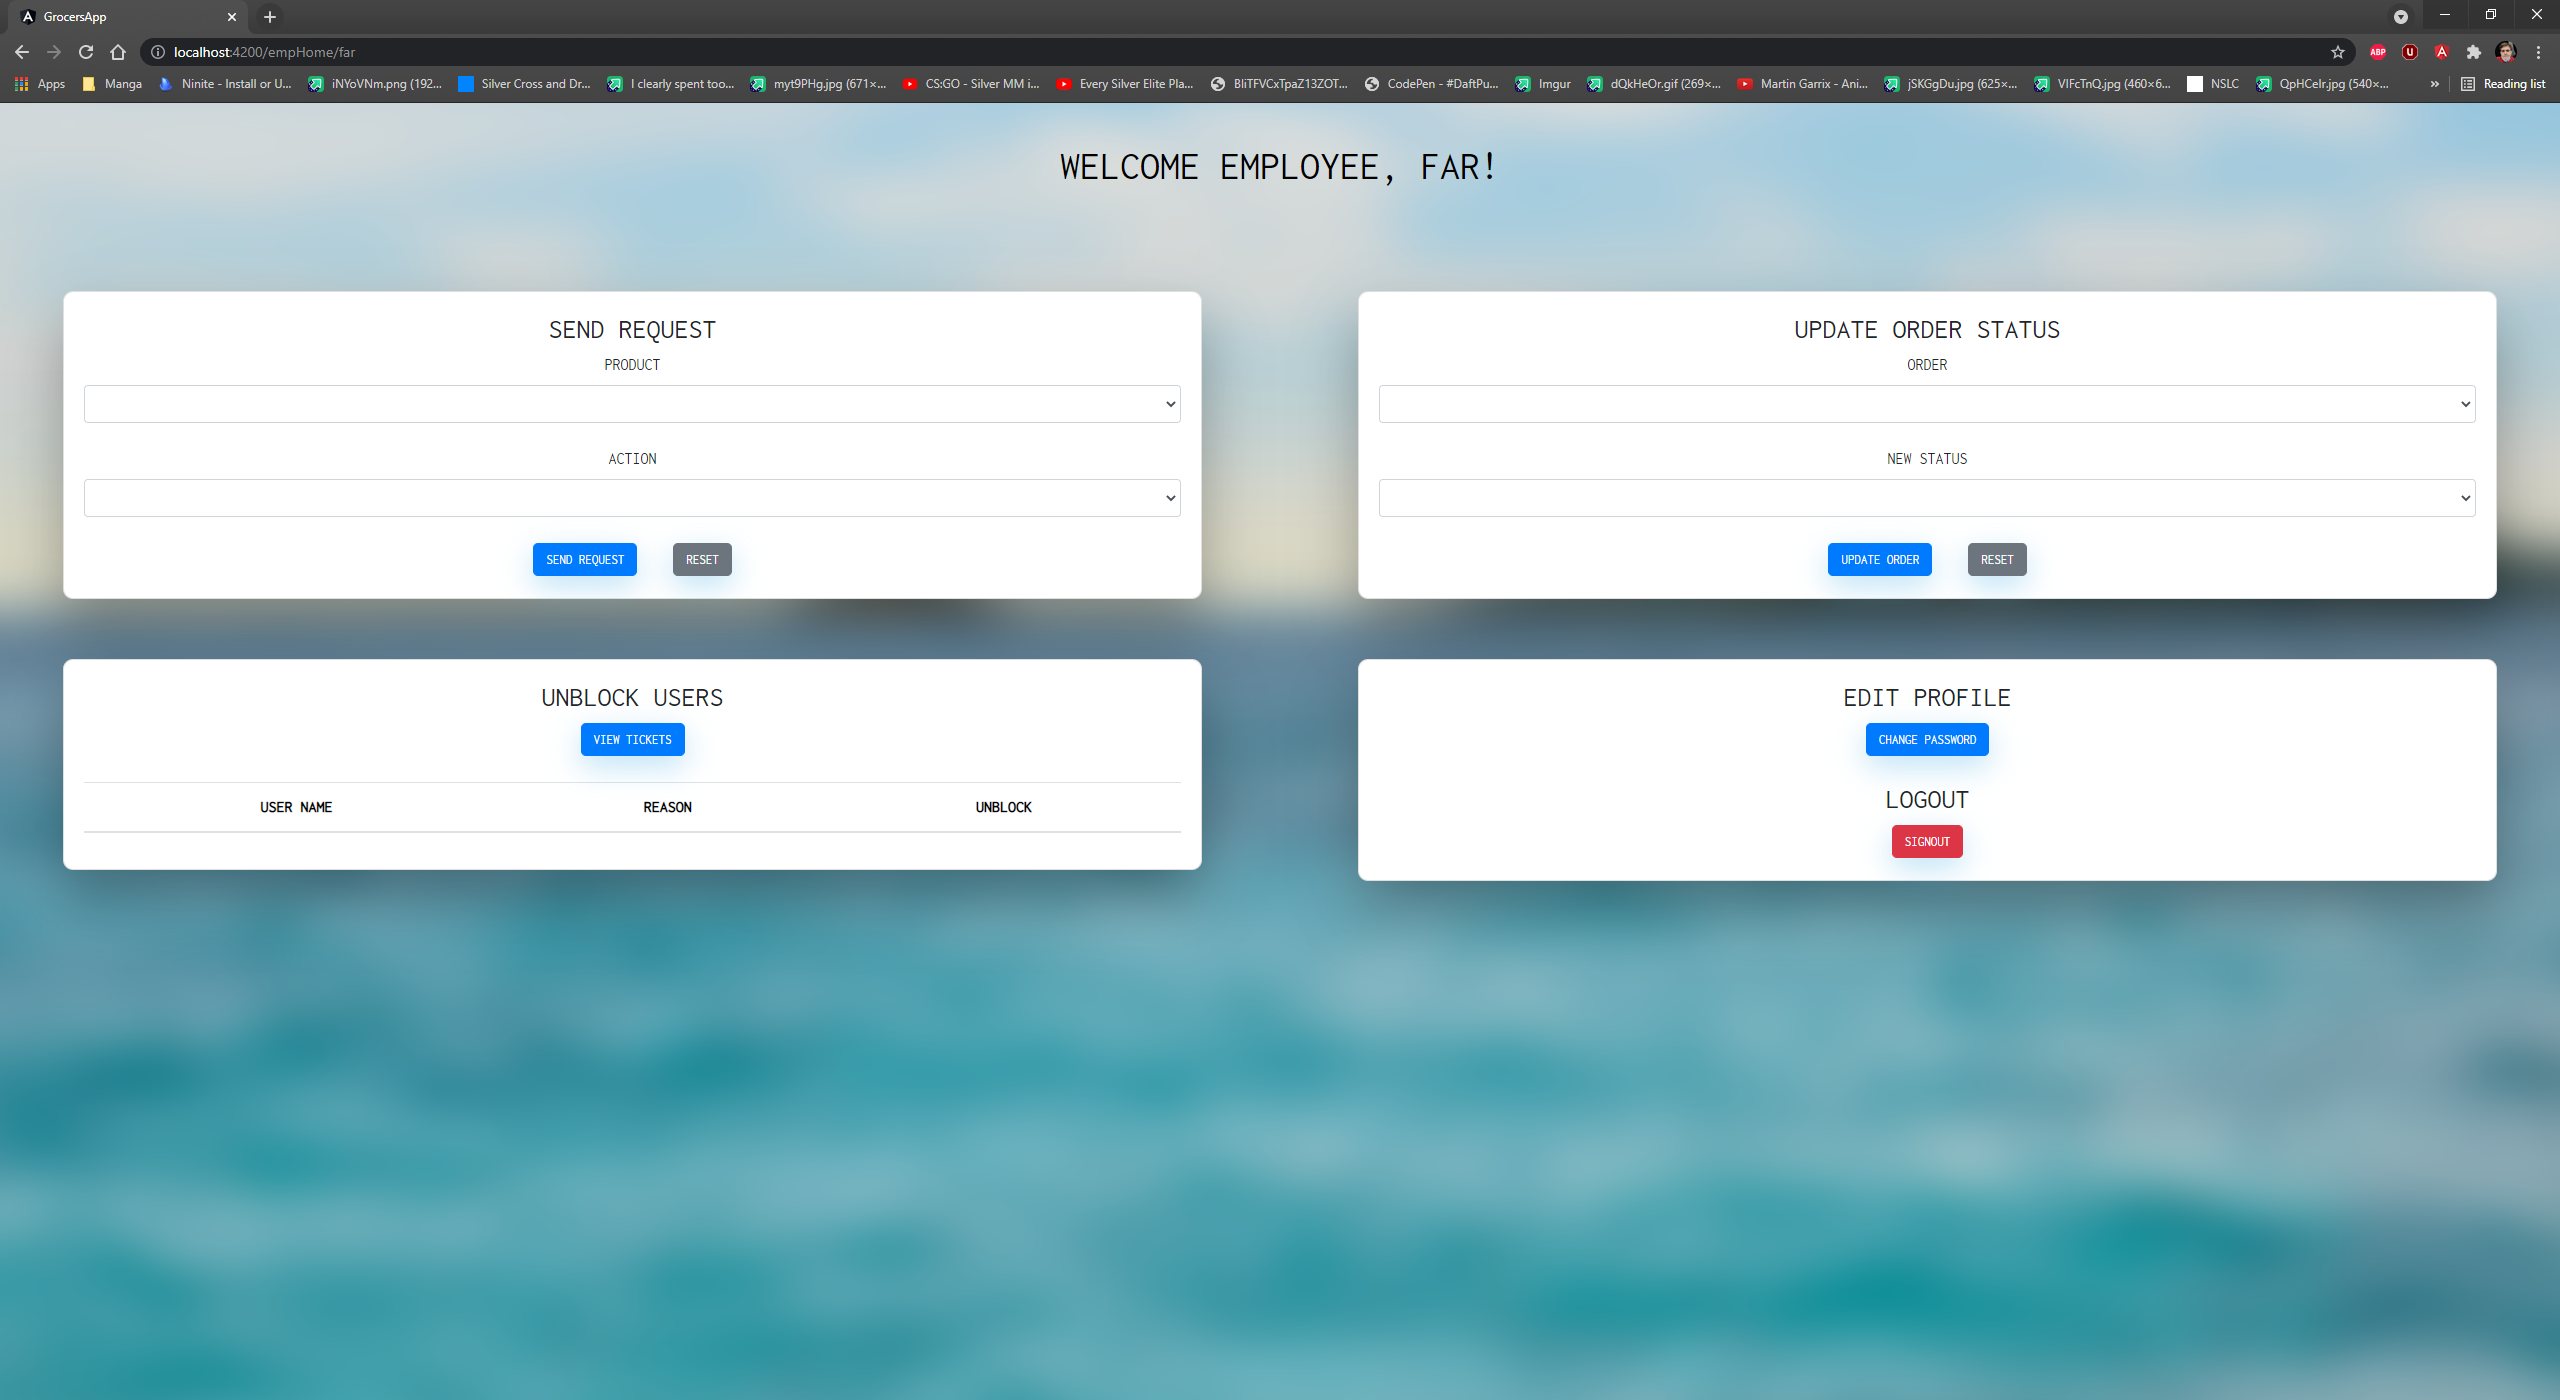 GrocersApp
localhost:4200/empHome/far
ABP
Apps
Manga
Ninite - Install or U...
iNYoVNm.png (192...
Silver Cross and Dr...
I clearly spent too...
myt9PHg.jpg (671×...
CS:GO - Silver MM i...
Every Silver Elite Pla...
BliTFVCxTpaZ13ZOT...
CodePen - #DaftPu...
Imgur
dQkHeOr.gif (269×...
Martin Garrix - Ani...
jSKGgDu.jpg (625×...
VIFcTnQ.jpg (460×6...
NSLC
QpHCelr.jpg (540×...
»
Reading list
WELCOME EMPLOYEE, FAR!
SEND REQUEST
PRODUCT
ACTION
SEND REQUEST RESET
UPDATE ORDER STATUS
ORDER
NEW STATUS
UPDATE ORDER RESET
UNBLOCK USERS
VIEW TICKETS
USER NAME REASON UNBLOCK
EDIT PROFILE
CHANGE PASSWORD
LOGOUT
SIGNOUT